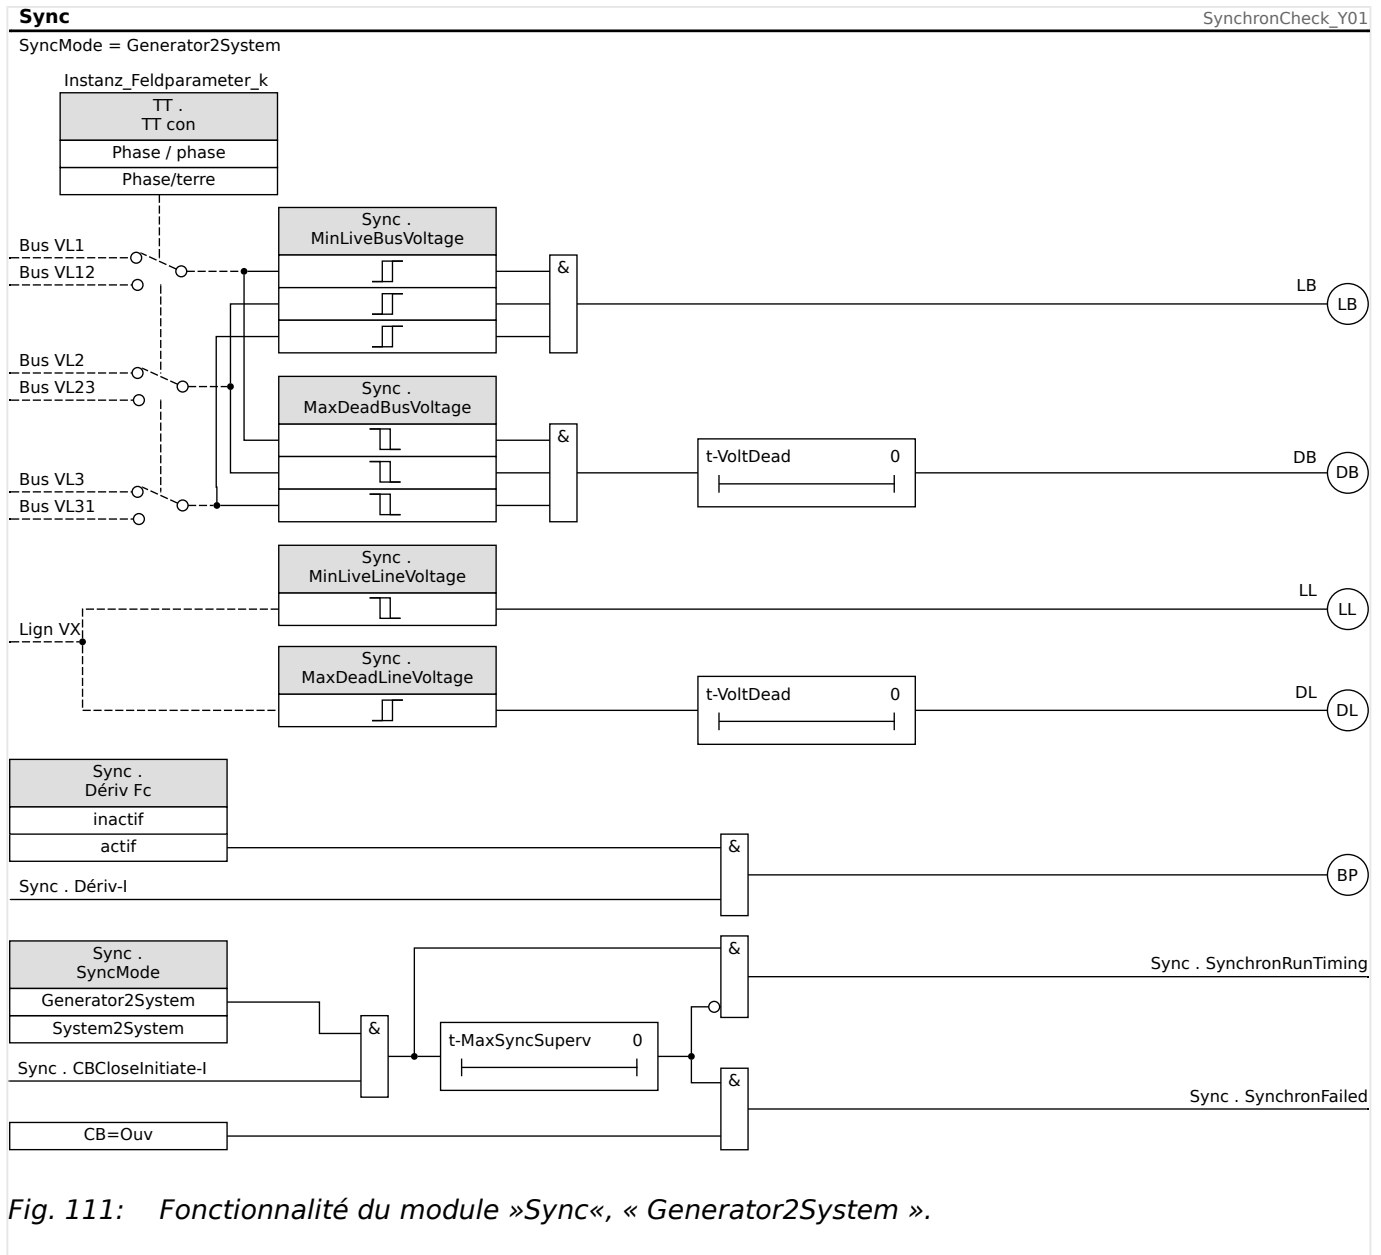 Sync
SynchronCheck_Y01
SyncMode = Generator2System
Instanz_Feldparameter_k
TT .
TT con
Phase / phase
Phase/terre
Sync .
MinLiveBusVoltage
Bus VL1
Bus VL12
&
LB
LB
Bus VL2
Bus VL23
Sync .
MaxDeadBusVoltage
&
t-VoltDead 0
DB
DB
Bus VL3
Bus VL31
Sync .
MinLiveLineVoltage
LL
LL
Lign VX
Sync .
MaxDeadLineVoltage
t-VoltDead 0
DL
DL
Sync .
Dériv Fc
inactif
actif
&
BP
Sync . Dériv-I
Sync .
SyncMode
Generator2System
System2System
&
Sync . SynchronRunTiming
&
t-MaxSyncSuperv 0
Sync . CBCloseInitiate-I
&
Sync . SynchronFailed
CB=Ouv
Fig. 111: Fonctionnalité du module »Sync«, « Generator2System ».